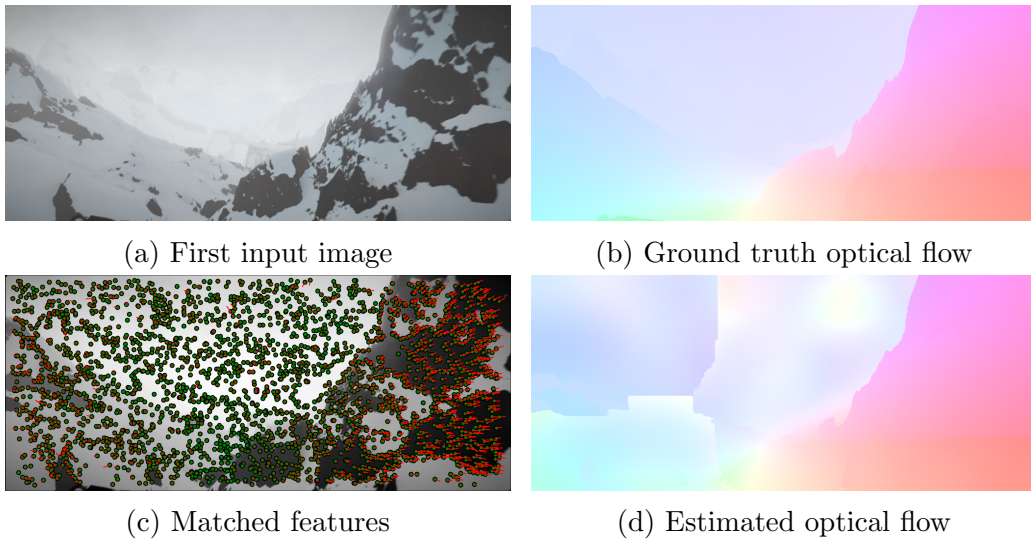 (a) First input image
(b) Ground truth optical flow
(c) Matched features
(d) Estimated optical flow